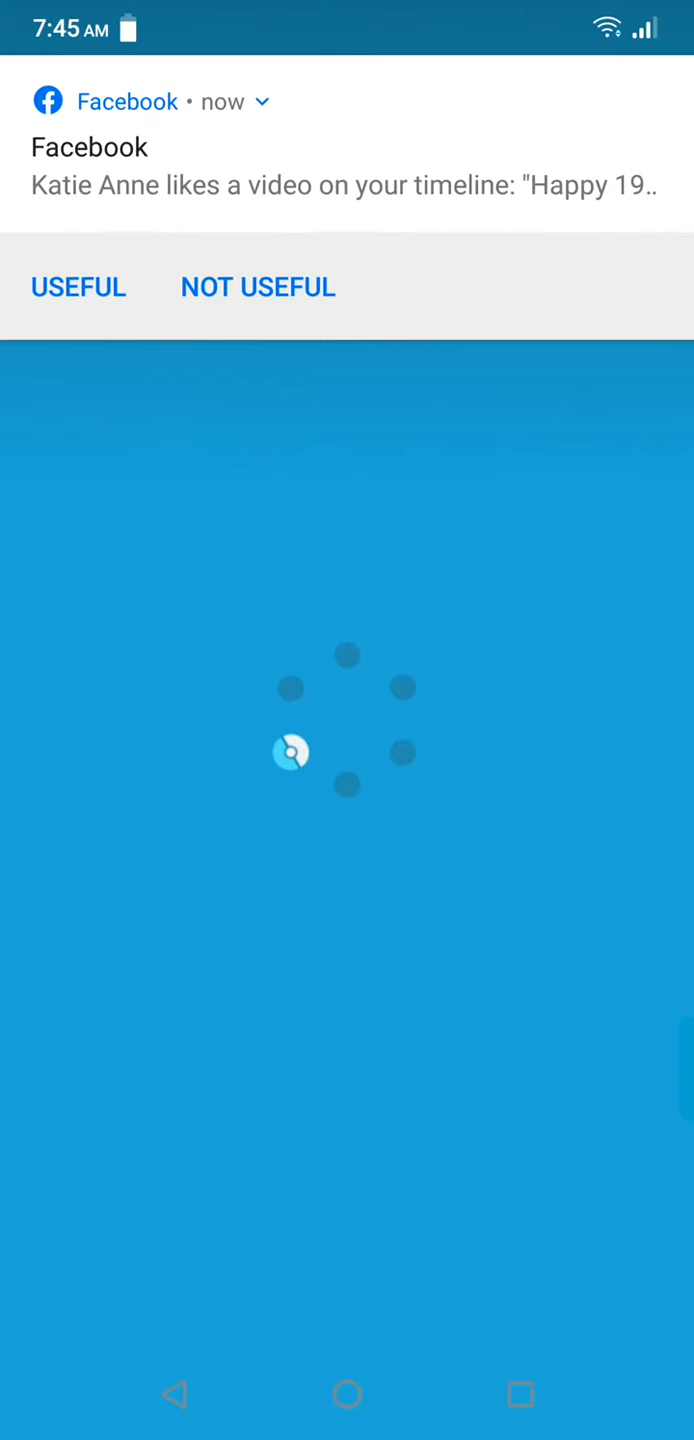 7:45 AM
Facebook • now
Facebook
Katie Anne likes a video on your timeline: "Happy 19..
USEFUL NOT USEFUL